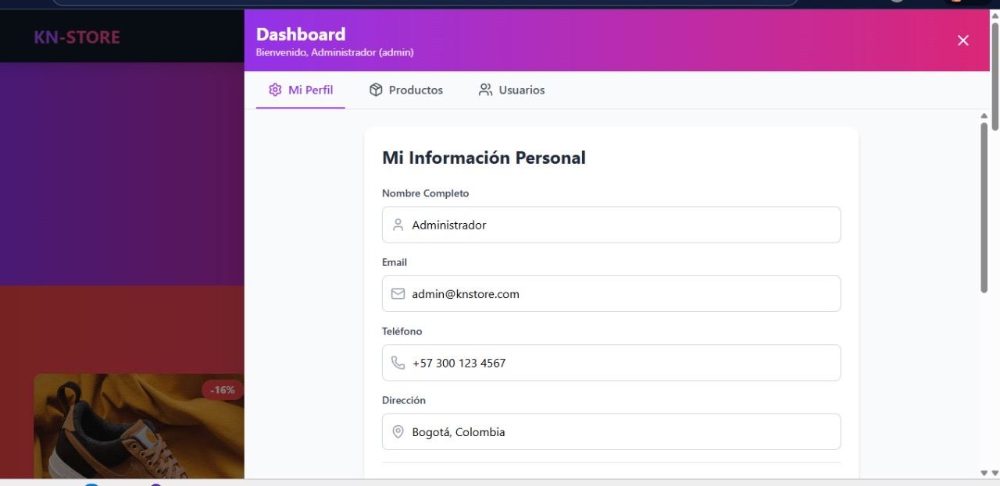 KN-STORE
Dashboard
Bienvenido, Administrador (admin)
Mi Perfil
Productos
Usuarios
Mi Información Personal
Nombre Completo
Administrador
Email
admin@knstore.com
Teléfono
+57 300 123 4567
Dirección
Bogotá, Colombia
-16%